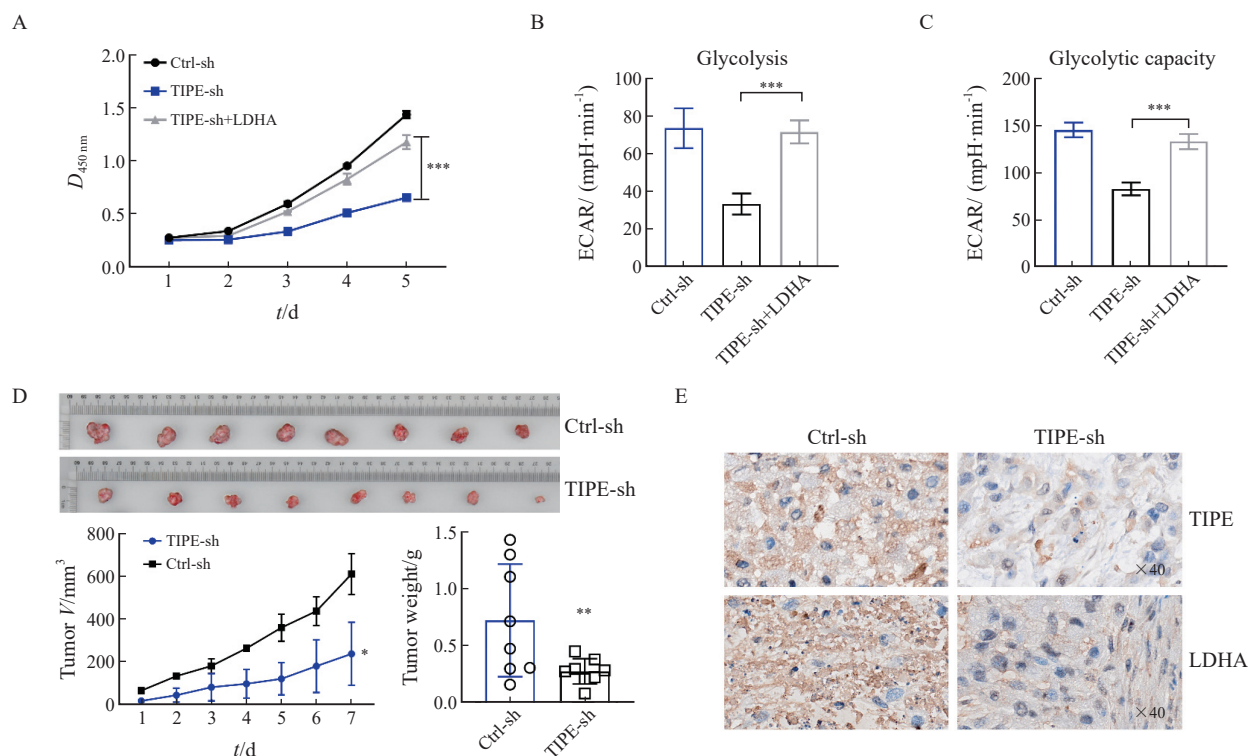 A
2.0
1.5
1.0
0.5
0.0
D450 nm
Ctrl-sh
TIPE-sh
TIPE-sh+LDHA
***
1 2 3 4 5
t/d
B
Glycolysis
100
80
60
40
20
0
ECAR/ (mpH·min⁻¹)
***
Ctrl-sh
TIPE-sh
TIPE-sh+LDHA
C
Glycolytic capacity
200
150
100
50
0
ECAR/ (mpH·min⁻¹)
***
Ctrl-sh
TIPE-sh
TIPE-sh+LDHA
D
Ctrl-sh
TIPE-sh
800
600
400
200
0
Tumor V/mm³
TIPE-sh
Ctrl-sh
*
1 2 3 4 5 6 7
t/d
1.5
1.0
0.5
0.0
Tumor weight/g
**
Ctrl-sh
TIPE-sh
E
Ctrl-sh TIPE-sh
TIPE
×40
LDHA
×40